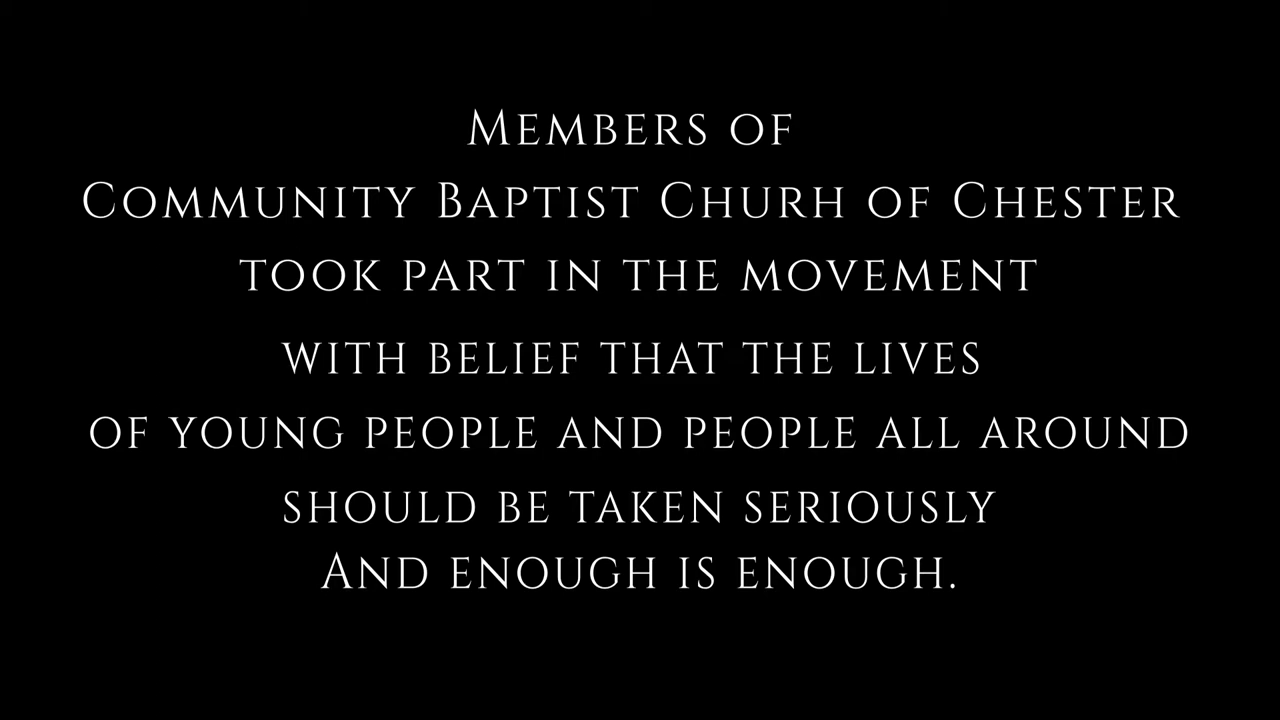 Members of
Community Baptist Churh of Chester
took part in the movement
with belief that the lives
of young people and people all around
should be taken seriously
And enough is enough.